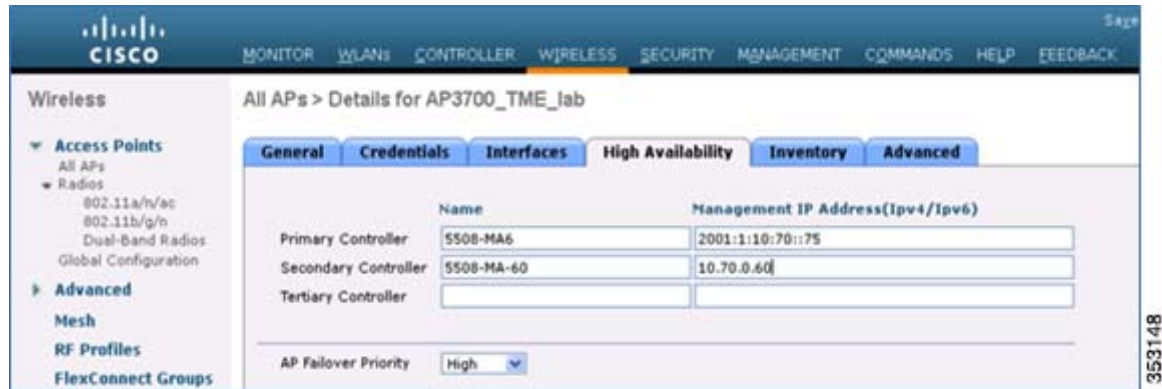 Save
CISCO
MONITOR WLANs CONTROLLER WIRELESS SECURITY MANAGEMENT COMMANDS HELP FEEDBACK
Wireless
All APs > Details for AP3700_TME_lab
Access Points
All APs
Radios
802.11a/n/ac
802.11b/g/n
Dual-Band Radios
Global Configuration
Advanced
Mesh
RF Profiles
FlexConnect Groups
General Credentials Interfaces High Availability Inventory Advanced
Name Management IP Address(Ipv4/Ipv6)
Primary Controller 5508-MA6 2001:1:10:70::75
Secondary Controller 5508-MA-60 10.70.0.60
Tertiary Controller
AP Failover Priority High
353148